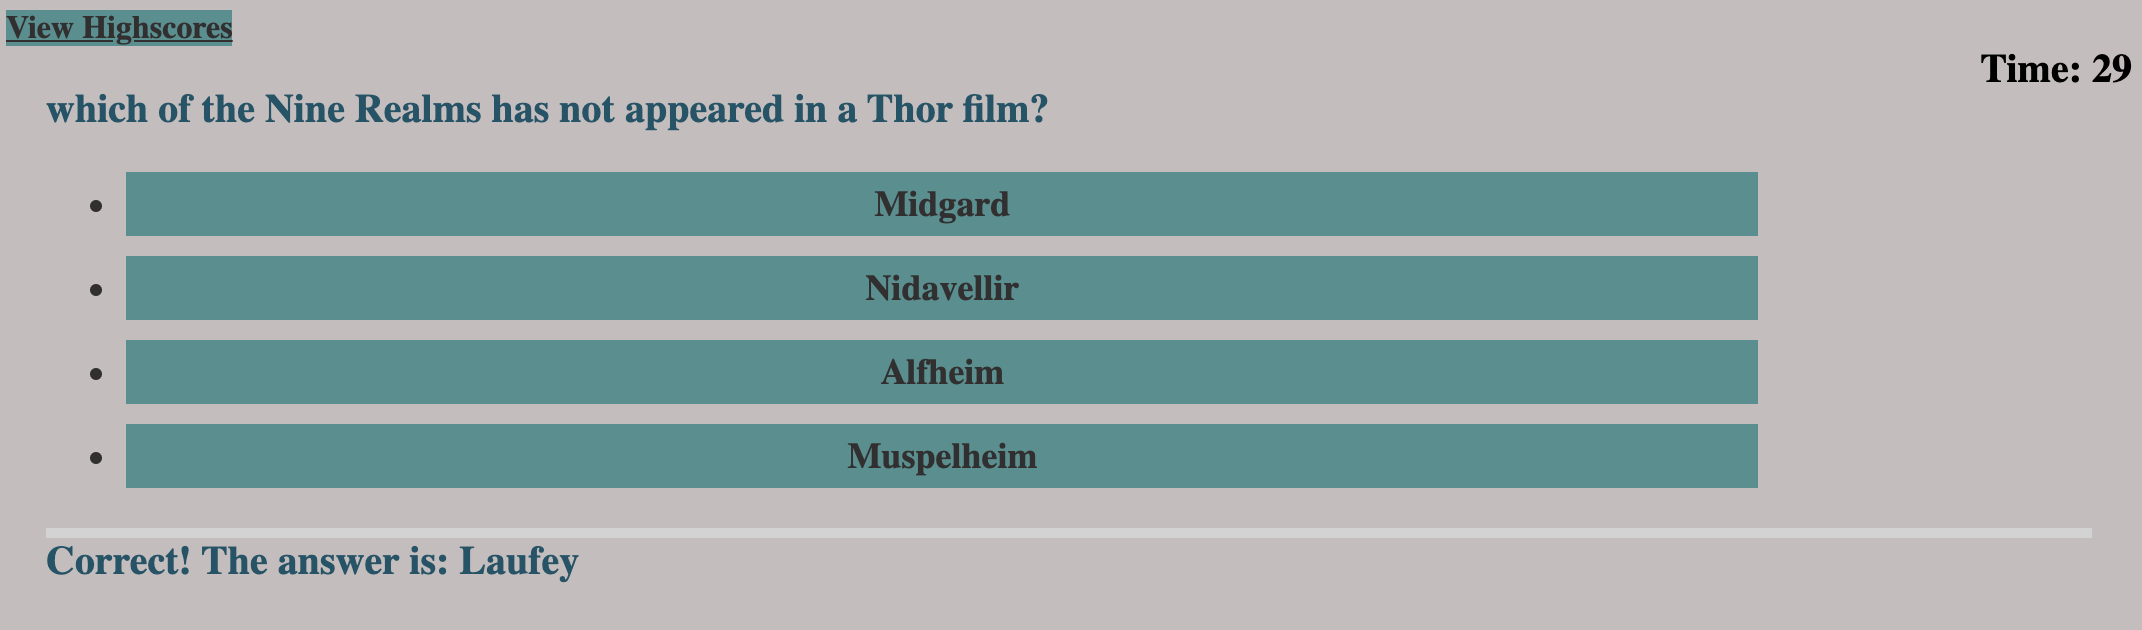 View Highscores
Time: 29
which of the Nine Realms has not appeared in a Thor film?
Midgard
Nidavellir
Alfheim
Muspelheim
Correct! The answer is: Laufey